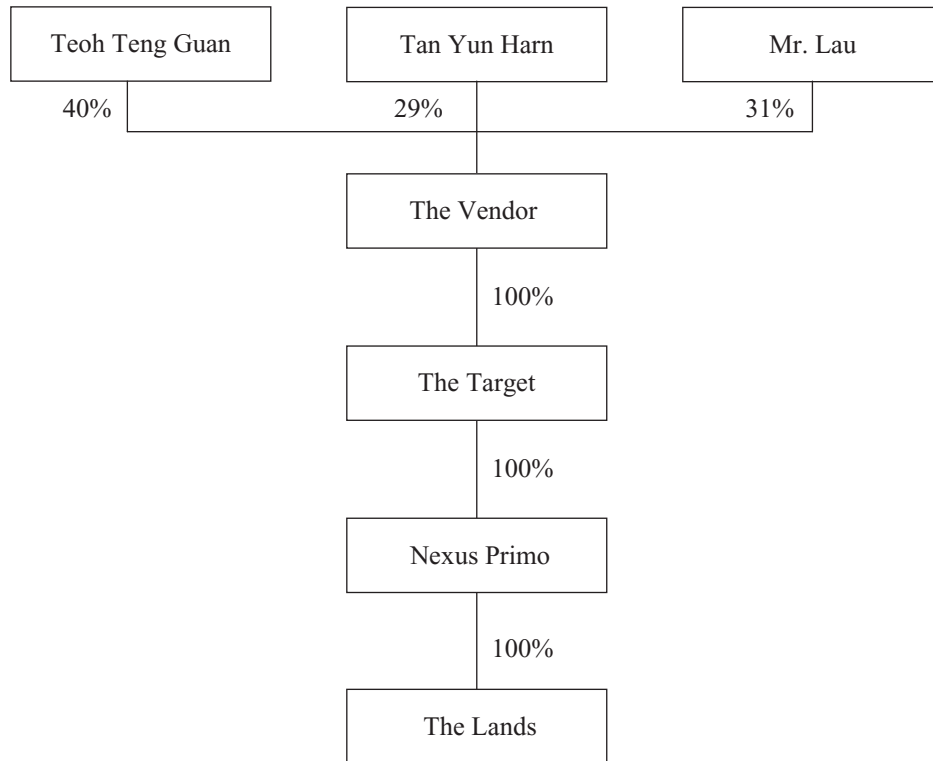 Teoh Teng Guan
Tan Yun Harn
Mr. Lau
40%
29%
31%
The Vendor
100%
The Target
100%
Nexus Primo
100%
The Lands